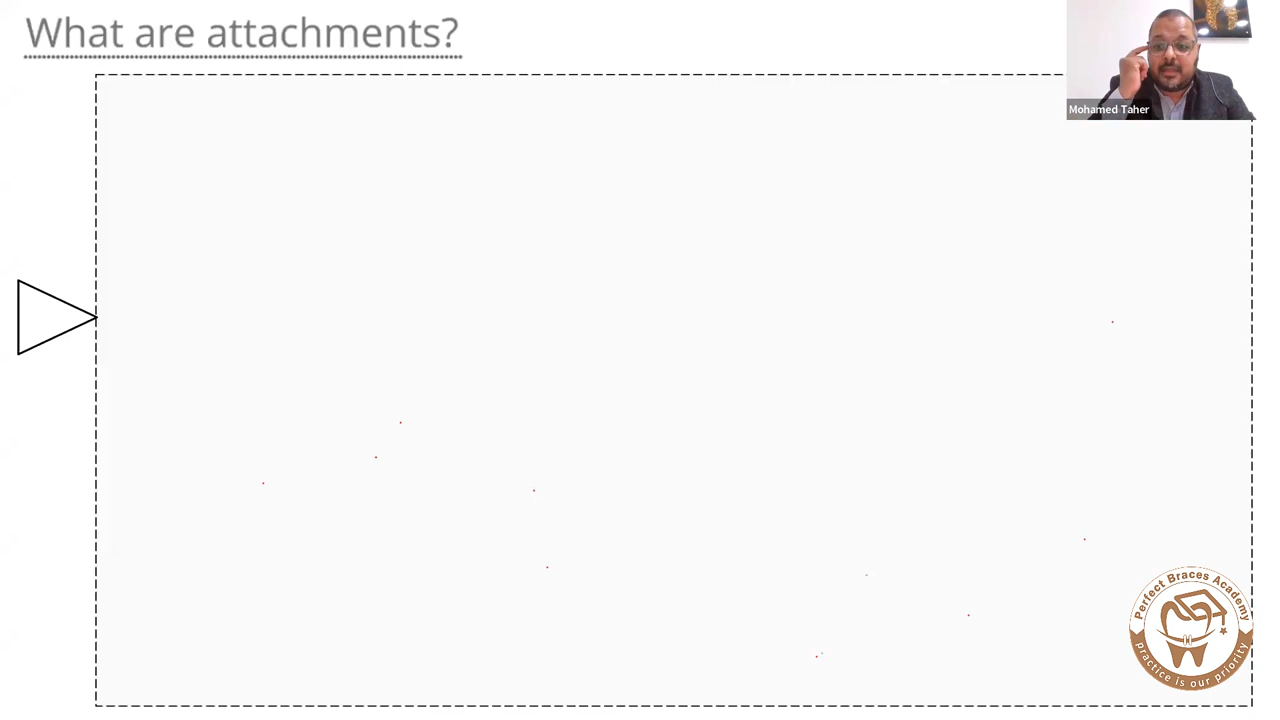 What are attachments?
Mohamed Taher
Perfect Braces Academy
practice is our priority